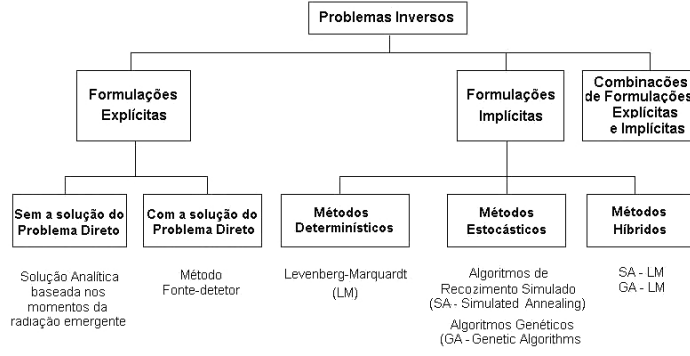 Problemas Inversos
Formulações
Explícitas
Formulações
Implícitas
Combinacões
de Formulações
Explícitas
e Implícitas
Sem a solução do
Problema Direto
Com a solução do
Problema Direto
Métodos
Determinísticos
Métodos
Estocásticos
Métodos
Híbridos
Solução Analítica
baseada nos
momentos da
radiação emergente
Método
Fonte-detetor
Levenberg-Marquardt
(LM)
Algoritmos de
Recozimento Simulado
(SA - Simulated Annealing)
Algoritmos Genéticos
(GA - Genetic Algorithms
SA - LM
GA - LM